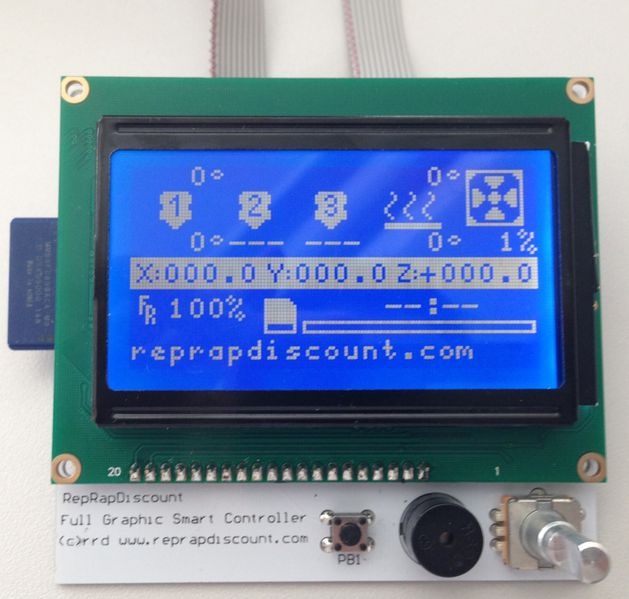 0° 0°
1 2 3
0° --- --- 0° 1%
X:000.0 Y:000.0 Z:+000.0
FR 100% --:--
reprapdiscount.com
20 1
RepRapDiscount
Full Graphic Smart Controller
(c)rrd www.reprapdiscount.com
PB1